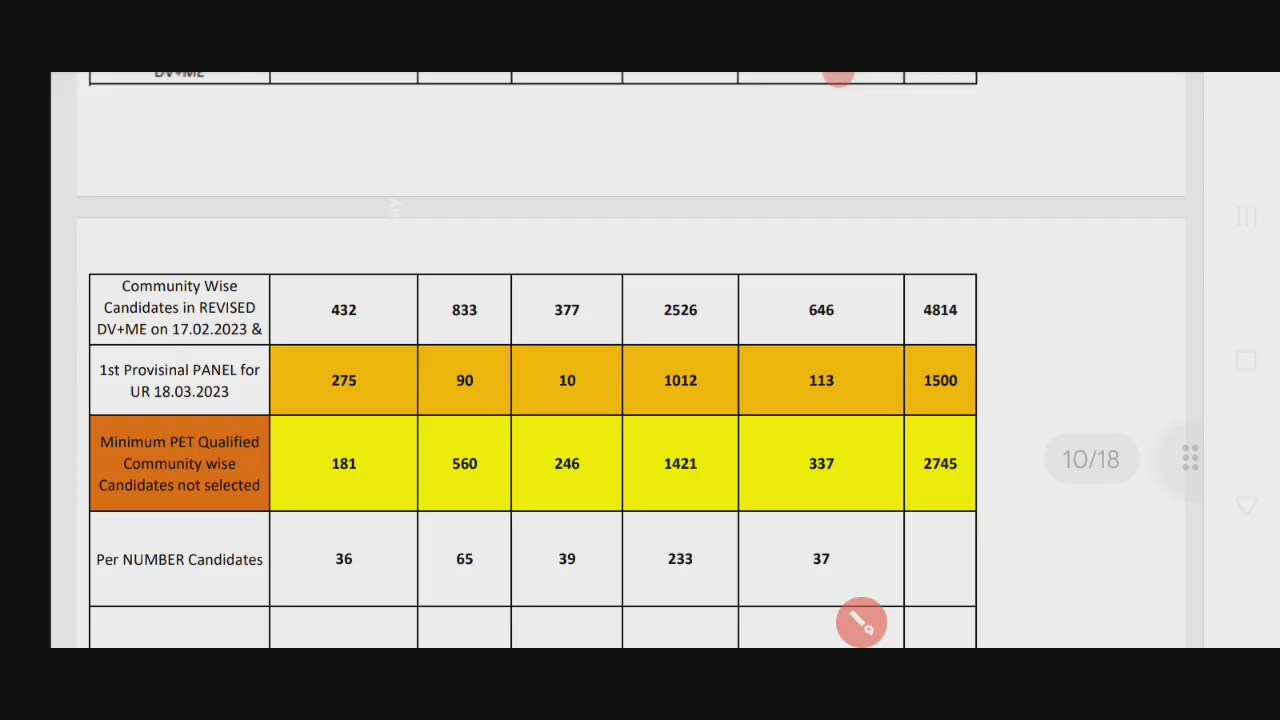 DV+ME
Community Wise
Candidates in REVISED
DV+ME on 17.02.2023 &
432 833 377 2526 646 4814
1st Provisinal PANEL for
UR 18.03.2023
275 90 10 1012 113 1500
Minimum PET Qualified
Community wise
Candidates not selected
181 560 246 1421 337 2745
10/18
Per NUMBER Candidates
36 65 39 233 37